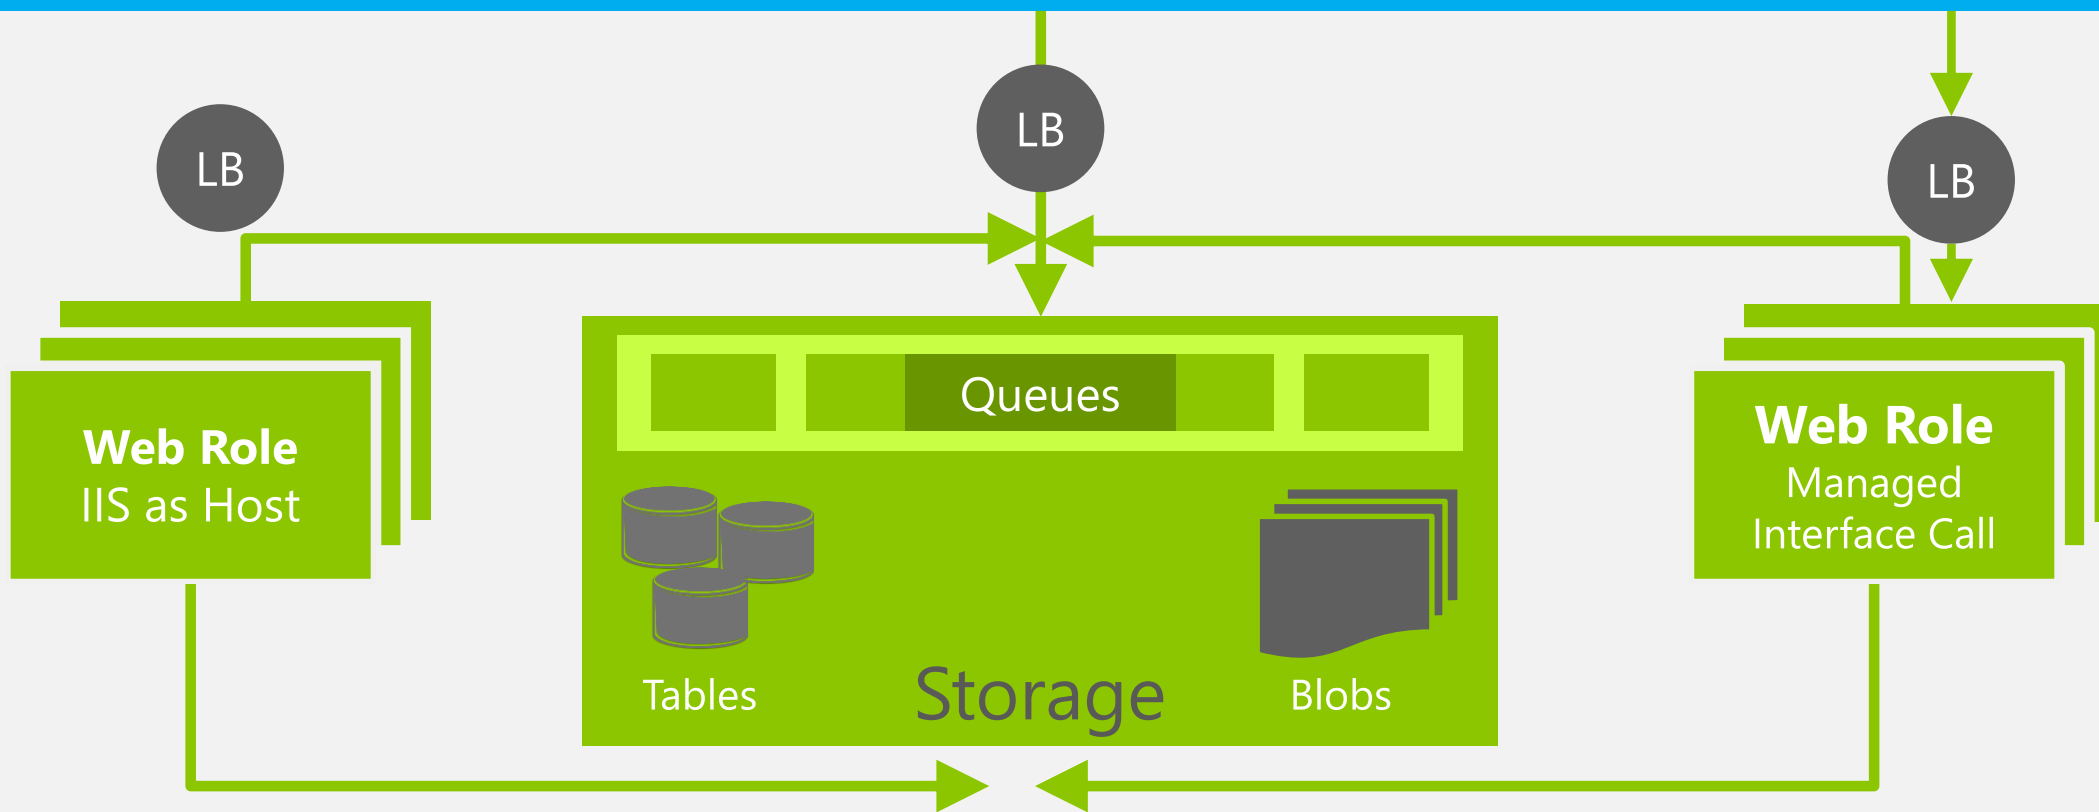 LB
LB
LB
Queues
Web Role
IIS as Host
Web Role
Managed
Interface Call
Tables
Storage
Blobs